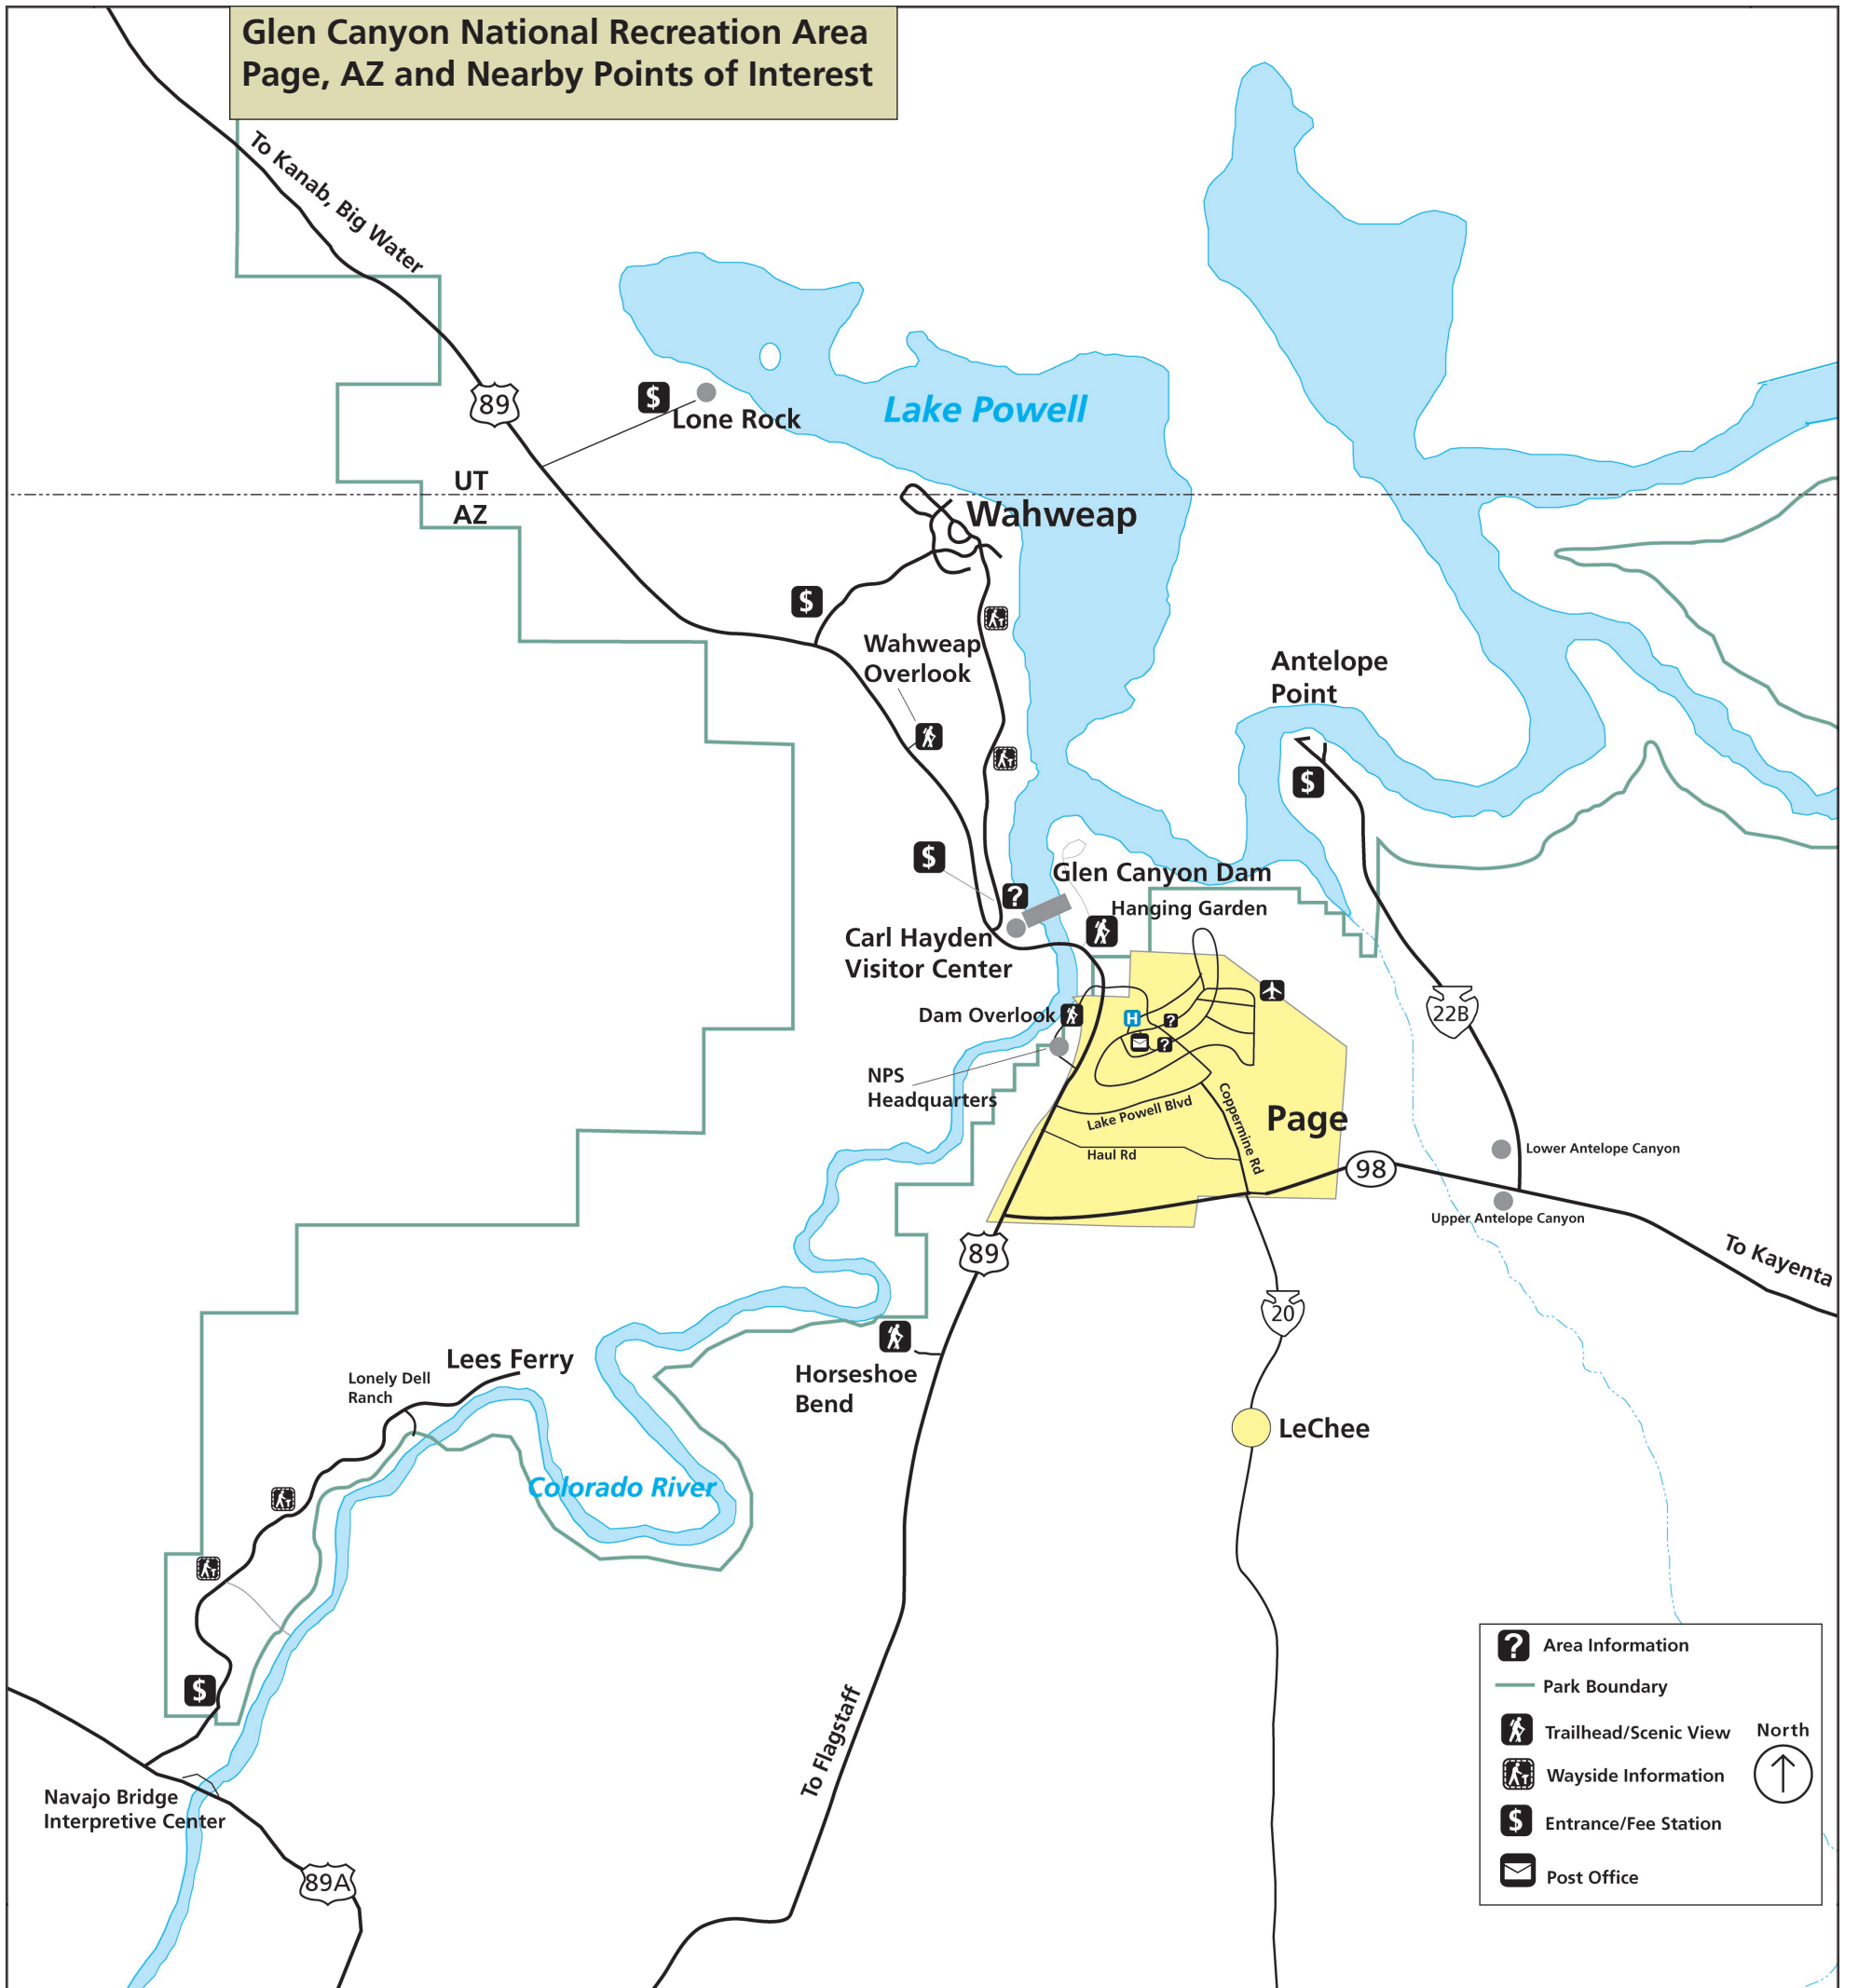 Glen Canyon National Recreation Area
Page, AZ and Nearby Points of Interest
To Kanab, Big Water
89
$
Lone Rock
Lake Powell
UT
AZ
Wahweap
$
Wahweap
Overlook
Antelope
Point
$
$
?
Glen Canyon Dam
Hanging Garden
Carl Hayden
Visitor Center
Dam Overlook
H
?
?
22B
NPS
Headquarters
Lake Powell Blvd
Coppermine Rd
Page
Haul Rd
98
Lower Antelope Canyon
Upper Antelope Canyon
To Kayenta
89
20
Horseshoe
Bend
Lees Ferry
Lonely Dell
Ranch
LeChee
Colorado River
$
To Flagstaff
Navajo Bridge
Interpretive Center
89A
? Area Information
Park Boundary
Trailhead/Scenic View
North
Wayside Information
$ Entrance/Fee Station
Post Office